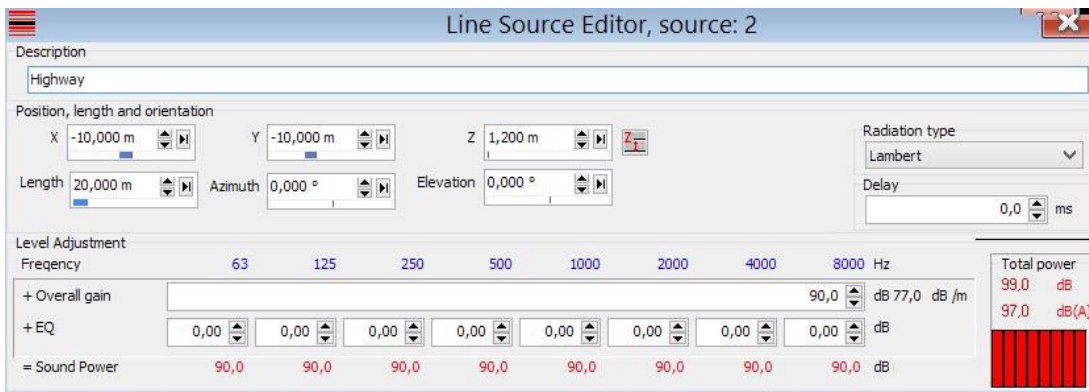 Line Source Editor, source: 2
Description
Highway
Position, length and orientation
X -10,000 m Y -10,000 m Z 1,200 m Z
Radiation type
Lambert
Length 20,000 m Azimuth 0,000 ° Elevation 0,000 °
Delay
0,0 ms
Level Adjustment
Freqency 63 125 250 500 1000 2000 4000 8000 Hz
Total power
+ Overall gain 90,0 dB 77,0 dB /m
99,0 dB
97,0 dB(A)
+ EQ 0,00 0,00 0,00 0,00 0,00 0,00 0,00 0,00 dB
= Sound Power 90,0 90,0 90,0 90,0 90,0 90,0 90,0 90,0 dB